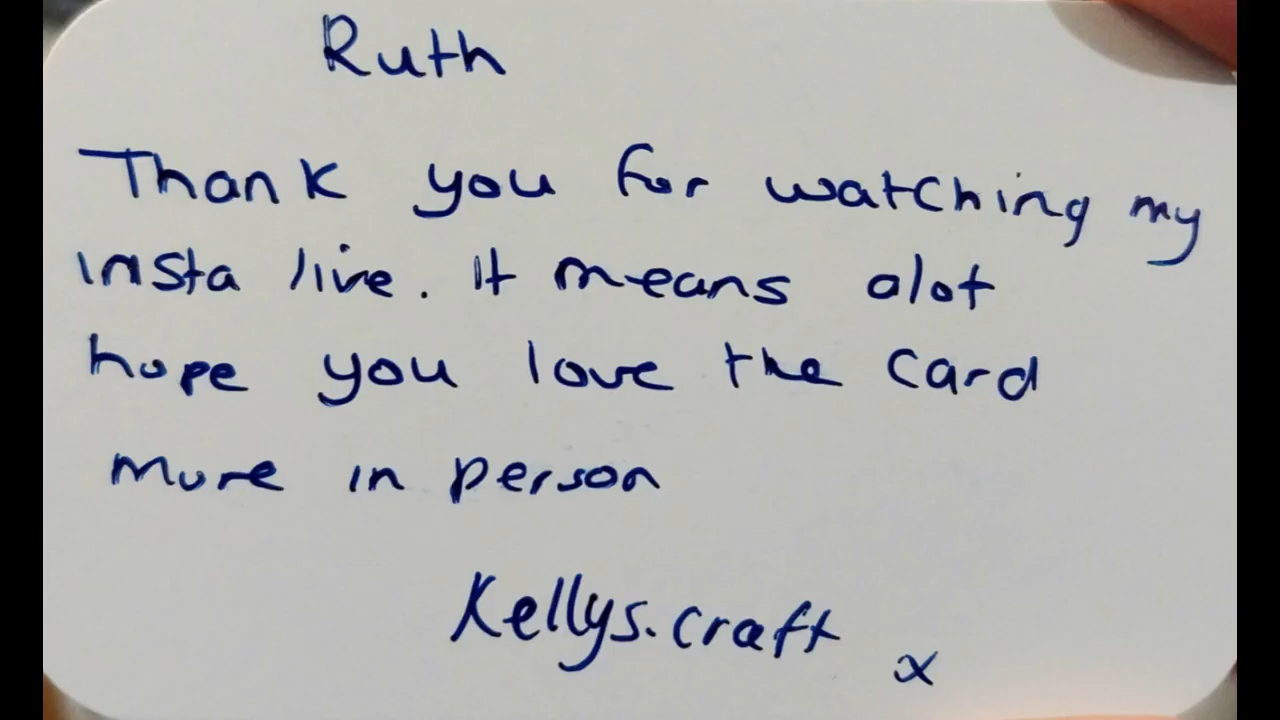 Ruth
Thank you for watching my
insta live. It means alot
hope you love the card
more in person
Kellys.craft x